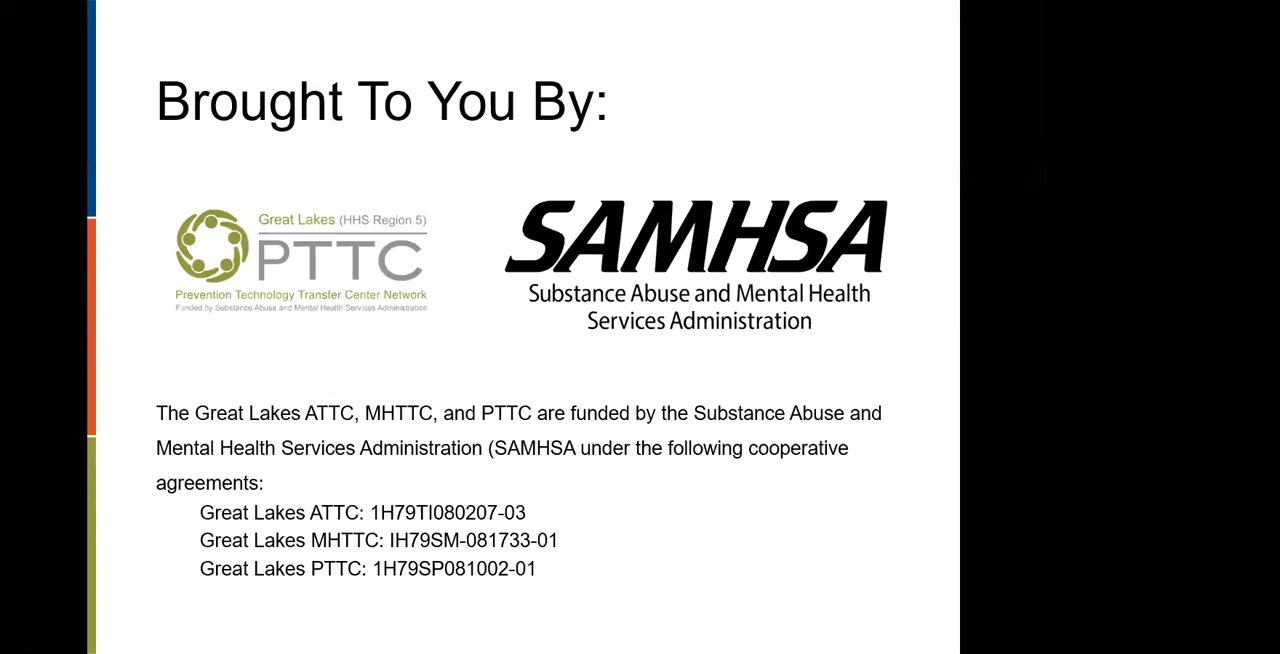 Brought To You By:
Great Lakes (HHS Region 5)
PTTC
Prevention Technology Transfer Center Network
Funded by Substance Abuse and Mental Health Services Administration
SAMHSA
Substance Abuse and Mental Health
Services Administration
The Great Lakes ATTC, MHTTC, and PTTC are funded by the Substance Abuse and
Mental Health Services Administration (SAMHSA under the following cooperative
agreements:
Great Lakes ATTC: 1H79TI080207-03
Great Lakes MHTTC: IH79SM-081733-01
Great Lakes PTTC: 1H79SP081002-01